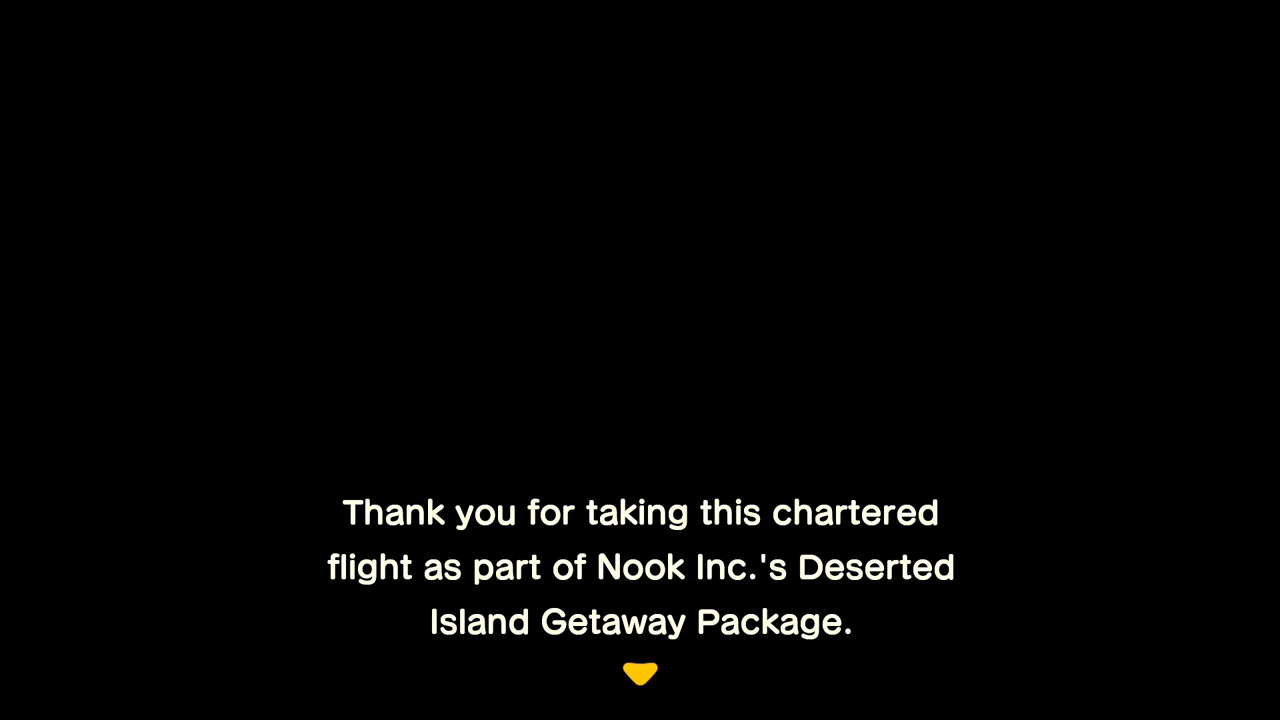 Thank you for taking this chartered
flight as part of Nook Inc.'s Deserted
Island Getaway Package.